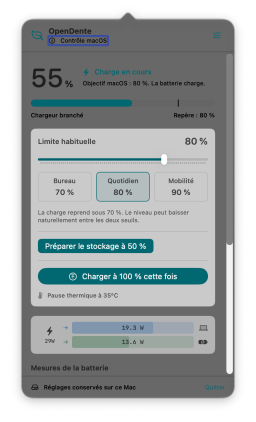 OpenDente
Contrôle macOS
55 %
Charge en cours
Objectif macOS : 80 %. La batterie charge.
Chargeur branché
Repère : 80 %
Limite habituelle
80 %
Bureau
70 %
Quotidien
80 %
Mobilité
90 %
La charge reprend sous 70 %. Le niveau peut baisser
naturellement entre les deux seuils.
Préparer le stockage à 50 %
Charger à 100 % cette fois
Pause thermique à 35°C
39W
19.3 W
13.6 W
Mesures de la batterie
Réglages conservés sur ce Mac
Quitter